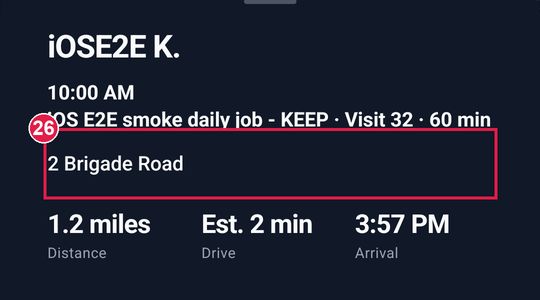 iOSE2E K.
10:00 AM
iOS E2E smoke daily job - KEEP · Visit 32 · 60 min
26
2 Brigade Road
1.2 miles Est. 2 min 3:57 PM
Distance Drive Arrival